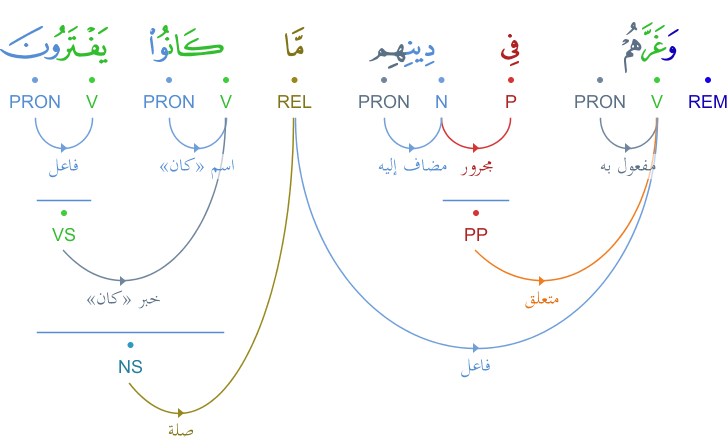 وَغَرَّهُمْ فِى دِينِهِم مَّا كَانُوا۟ يَفْتَرُونَ
REM V PRON P N PRON REL V PRON V PRON
مفعول به مجرور مضاف إليه اسم «كان» فاعل
PP VS
متعلق خبر «كان»
NS
فاعل
صلة